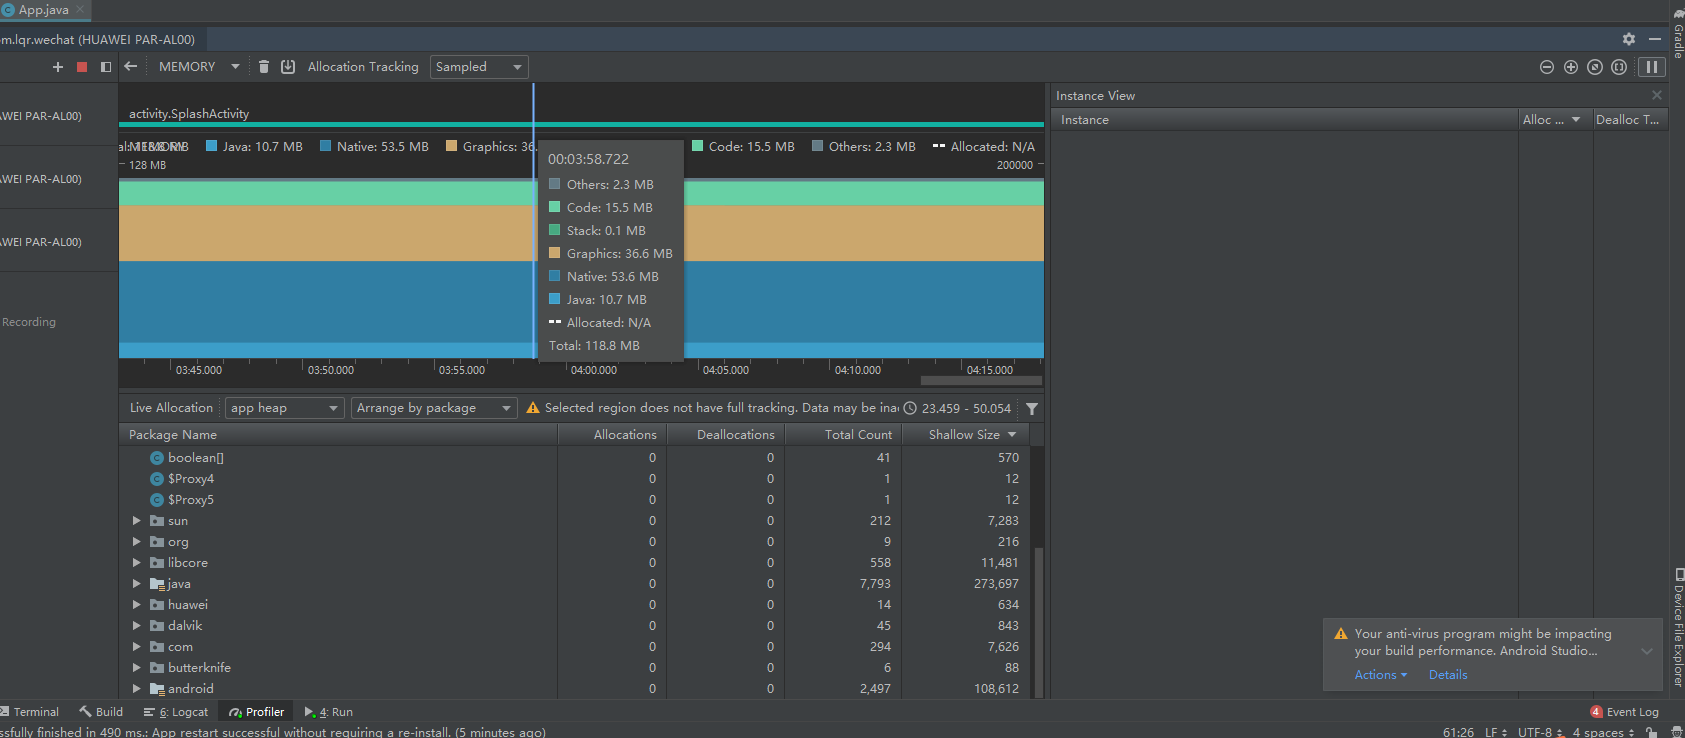 App.java
m.lqr.wechat (HUAWEI PAR-AL00)
MEMORY
Allocation Tracking
Sampled
Instance View
Instance
Alloc ...
Dealloc T...
WEI PAR-AL00)
WEI PAR-AL00)
WEI PAR-AL00)
Recording
activity.SplashActivity
MEMORY
Java: 10.7 MB
Native: 53.5 MB
Graphics: 36.
Code: 15.5 MB
Others: 2.3 MB
Allocated: N/A
128 MB
200000
00:03:58.722
Others: 2.3 MB
Code: 15.5 MB
Stack: 0.1 MB
Graphics: 36.6 MB
Native: 53.6 MB
Java: 10.7 MB
Allocated: N/A
Total: 118.8 MB
03:45.000
03:50.000
03:55.000
04:00.000
04:05.000
04:10.000
04:15.000
Live Allocation
app heap
Arrange by package
Selected region does not have full tracking. Data may be ina
23.459 - 50.054
Package Name Allocations Deallocations Total Count Shallow Size
boolean[] 0 0 41 570
$Proxy4 0 0 1 12
$Proxy5 0 0 1 12
sun 0 0 212 7,283
org 0 0 9 216
libcore 0 0 558 11,481
java 0 0 7,793 273,697
huawei 0 0 14 634
dalvik 0 0 45 843
com 0 0 294 7,626
butterknife 0 0 6 88
android 0 0 2,497 108,612
Your anti-virus program might be impacting
your build performance. Android Studio...
Actions
Details
Gradle
Device File Explorer
Terminal
Build
6: Logcat
Profiler
4: Run
4 Event Log
ssfully finished in 490 ms.: App restart successful without requiring a re-install. (5 minutes ago)
61:26 LF UTF-8 4 spaces